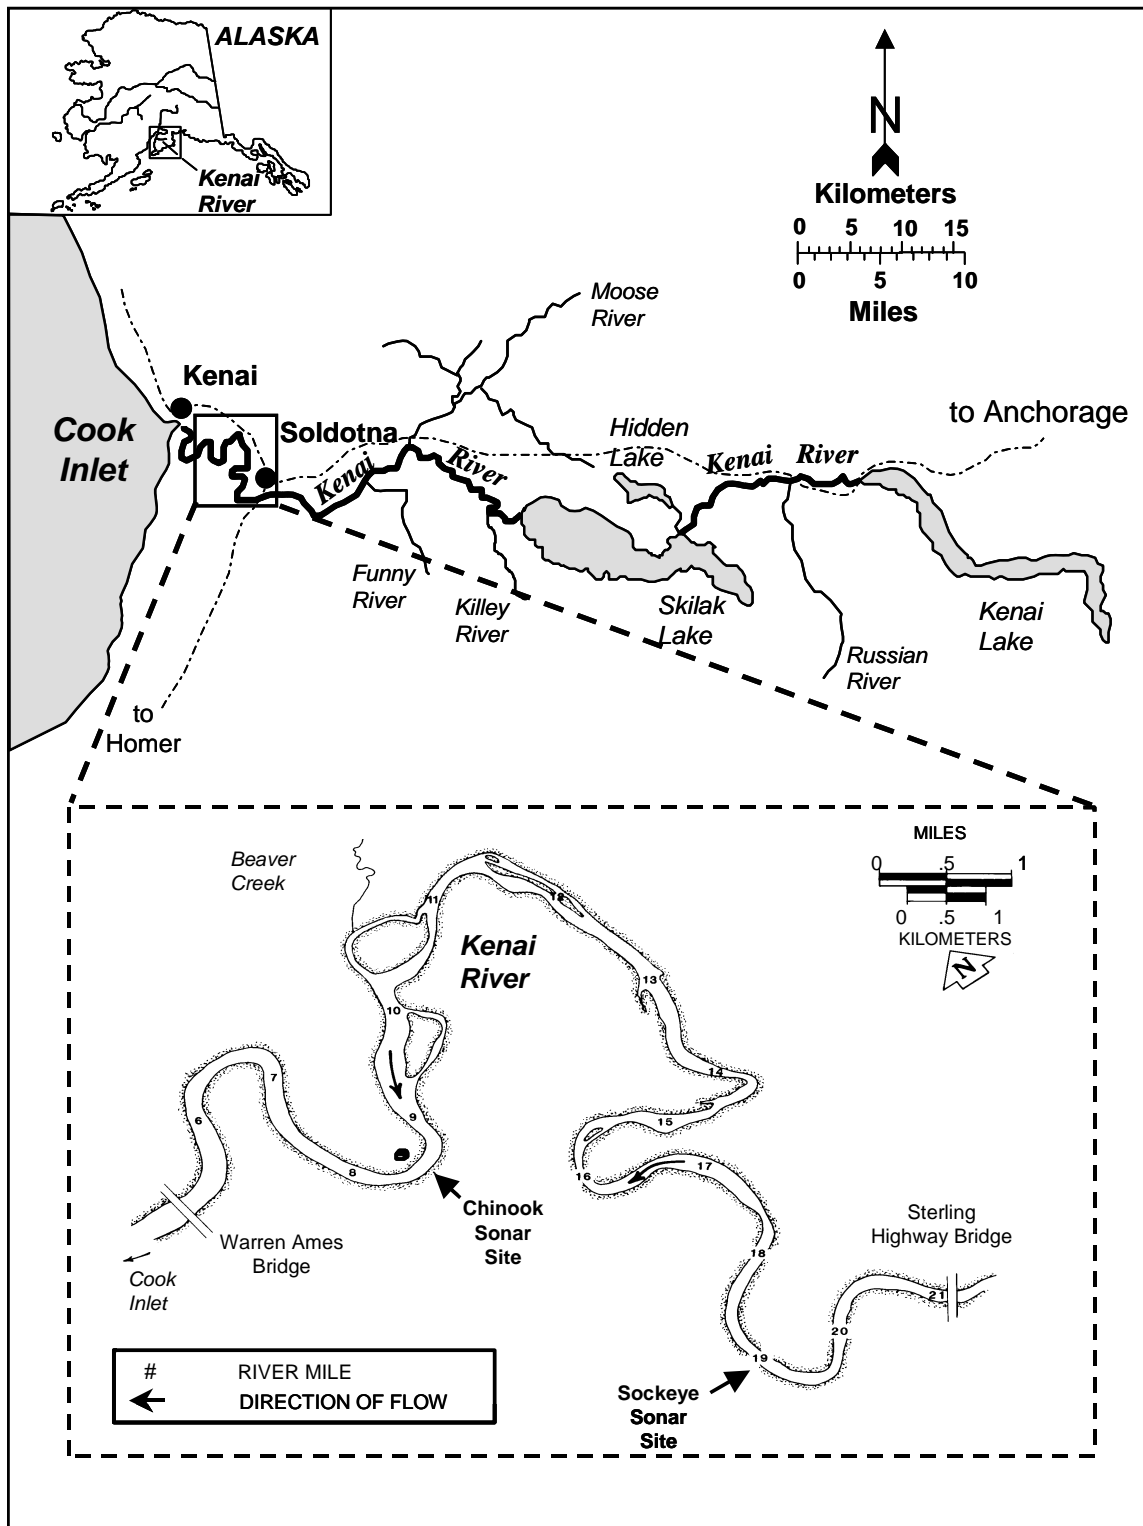 ALASKA
Kenai
River
N
Kilometers
0 5 10 15
0 5 10
Miles
Moose
River
Kenai
Cook
Inlet
Soldotna
Hidden
Lake
to Anchorage
Kenai
River
Kenai River
Funny
River
Killey
River
Skilak
Lake
Kenai
Lake
Russian
River
to
Homer
Beaver
Creek
MILES
0 .5 1
0 .5 1
KILOMETERS
N
Kenai
River
11
12
13
10
14
9
15
7
6
8
16
17
18
19
20
21
Chinook
Sonar
Site
Warren Ames
Bridge
Cook
Inlet
Sterling
Highway Bridge
Sockeye
Sonar
Site
# RIVER MILE
DIRECTION OF FLOW